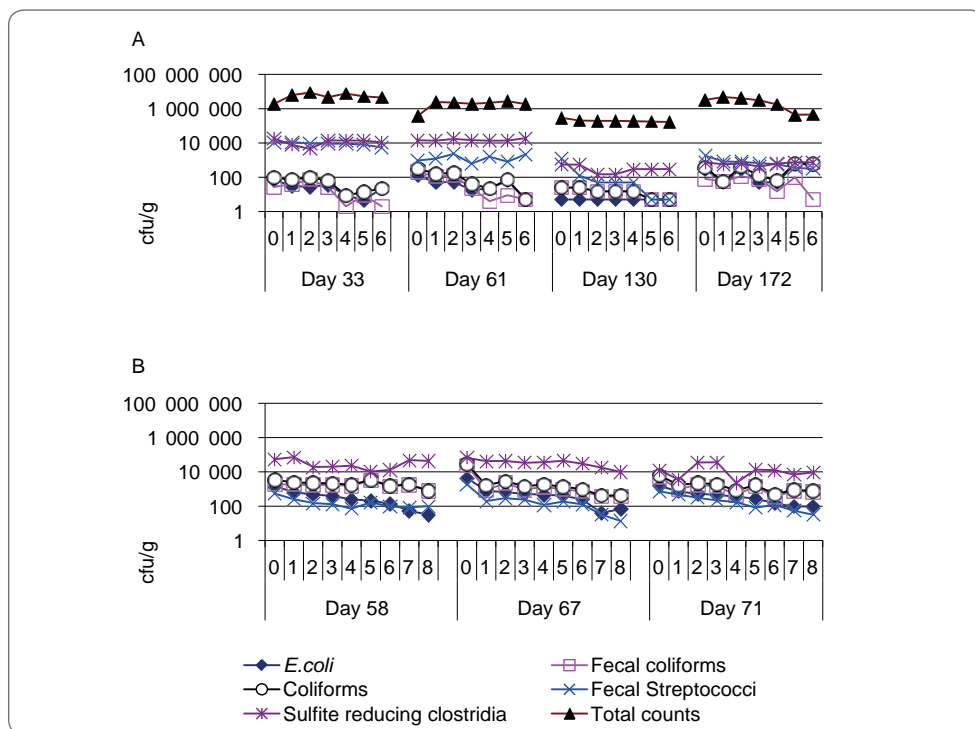 A
100 000 000
1 000 000
10 000
100
1
cfu/g
0 1 2 3 4 5 6 0 1 2 3 4 5 6 0 1 2 3 4 5 6 0 1 2 3 4 5 6
Day 33 Day 61 Day 130 Day 172
B
100 000 000
1 000 000
10 000
100
1
cfu/g
0 1 2 3 4 5 6 7 8 0 1 2 3 4 5 6 7 8 0 1 2 3 4 5 6 7 8
Day 58 Day 67 Day 71
E.coli Fecal coliforms
Coliforms Fecal Streptococci
Sulfite reducing clostridia Total counts